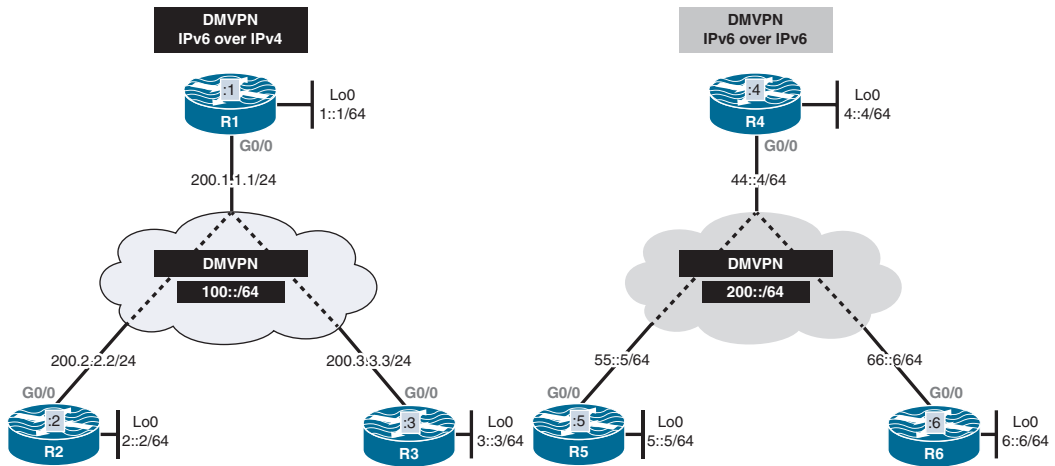 DMVPN
IPv6 over IPv4
DMVPN
IPv6 over IPv6
:1
R1
Lo0
1::1/64
G0/0
:4
R4
Lo0
4::4/64
G0/0
200.1.1.1/24
44::4/64
DMVPN
100::/64
DMVPN
200::/64
200.2.2.2/24
200.3.3.3/24
55::5/64
66::6/64
G0/0
:2
R2
Lo0
2::2/64
G0/0
:3
R3
Lo0
3::3/64
G0/0
:5
R5
Lo0
5::5/64
G0/0
:6
R6
Lo0
6::6/64